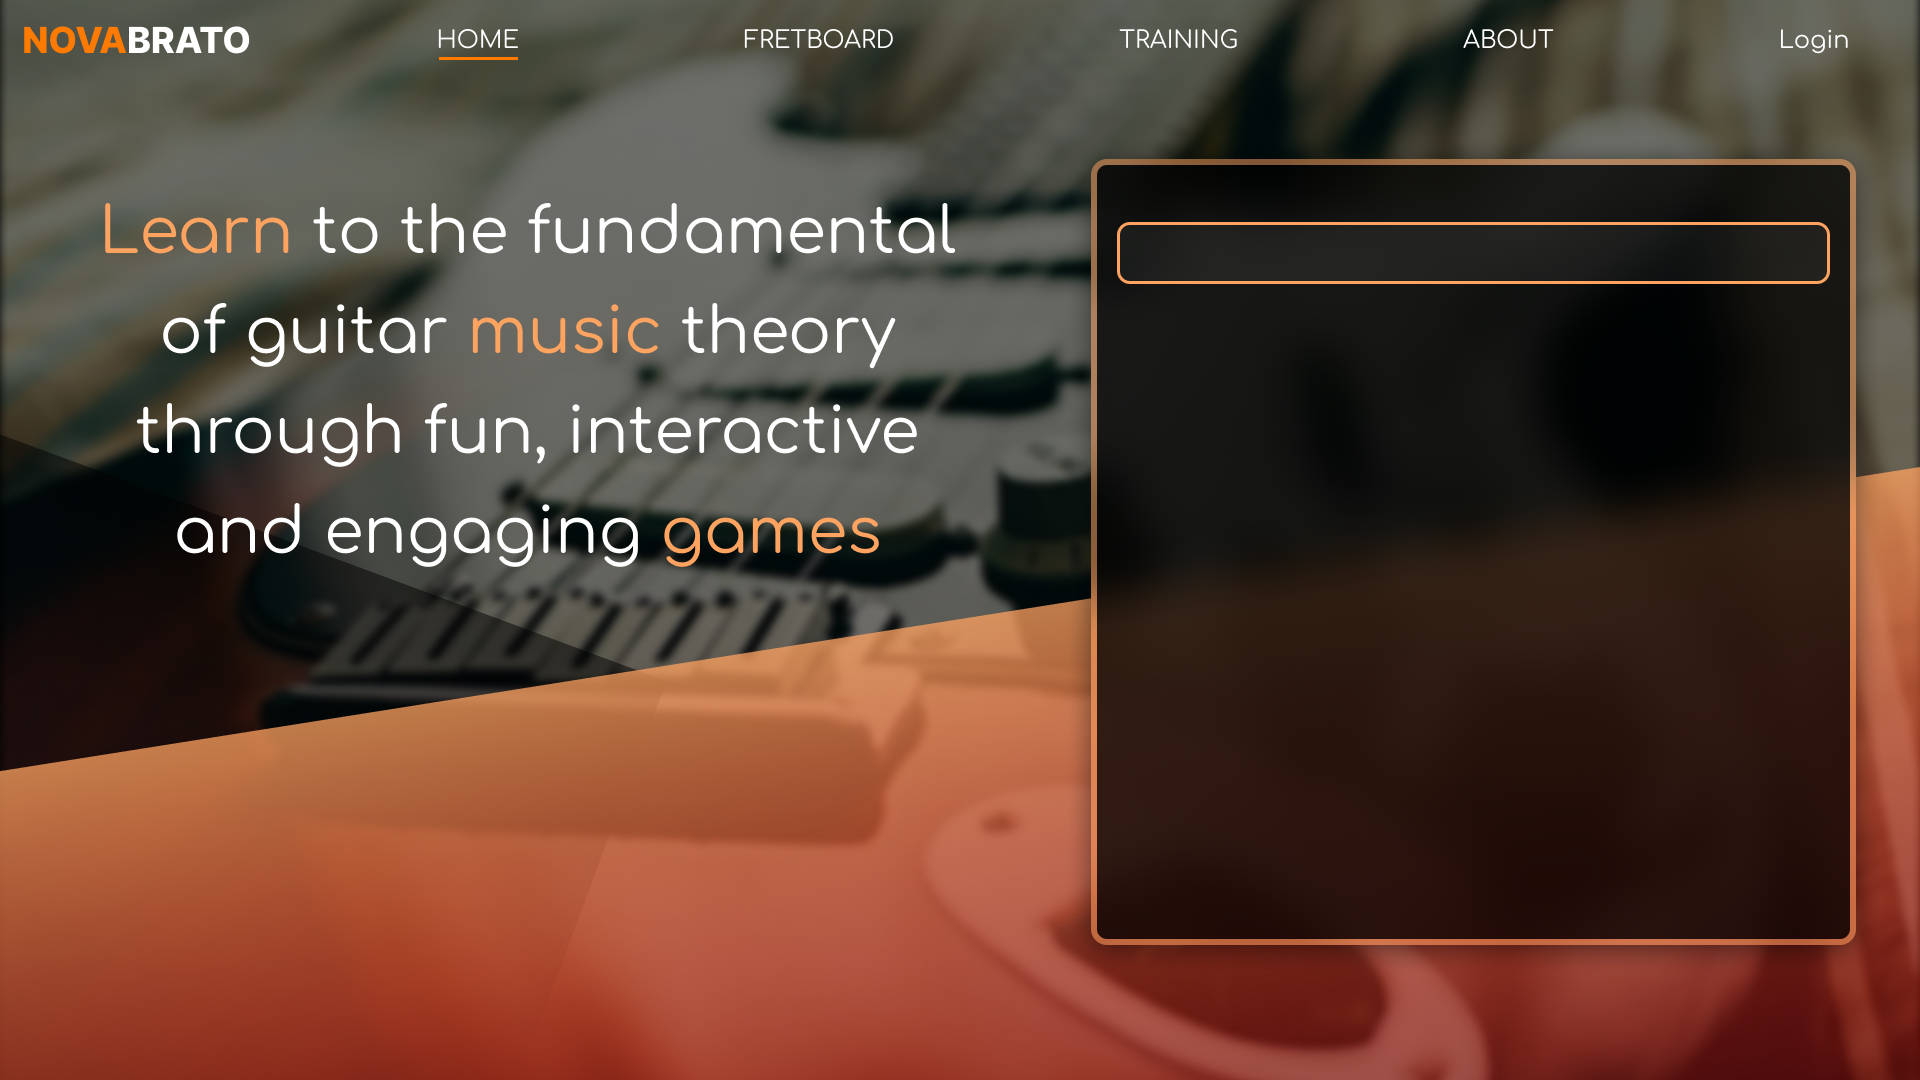 NOVABRATO HOME FRETBOARD TRAINING ABOUT Login
Learn to the fundamental
of guitar music theory
through fun, interactive
and engaging games